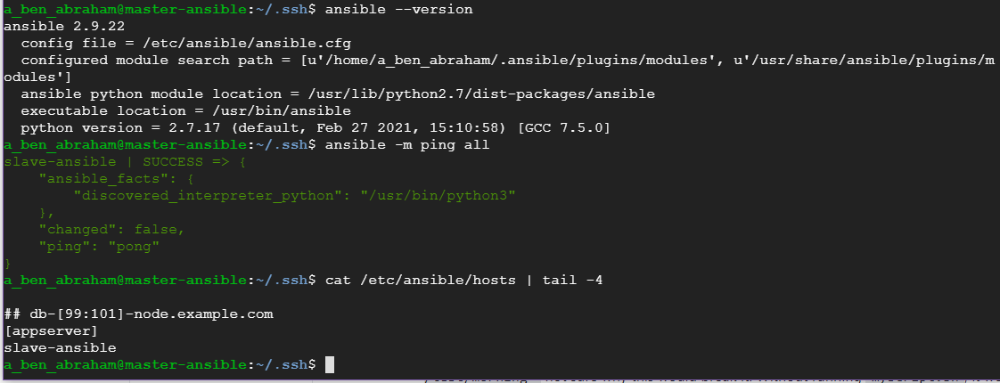 a_ben_abraham@master-ansible:~/.ssh$ ansible --version
ansible 2.9.22
  config file = /etc/ansible/ansible.cfg
  configured module search path = [u'/home/a_ben_abraham/.ansible/plugins/modules', u'/usr/share/ansible/plugins/m
odules']
  ansible python module location = /usr/lib/python2.7/dist-packages/ansible
  executable location = /usr/bin/ansible
  python version = 2.7.17 (default, Feb 27 2021, 15:10:58) [GCC 7.5.0]
a_ben_abraham@master-ansible:~/.ssh$ ansible -m ping all
slave-ansible | SUCCESS => {
    "ansible_facts": {
        "discovered_interpreter_python": "/usr/bin/python3"
    },
    "changed": false,
    "ping": "pong"
}
a_ben_abraham@master-ansible:~/.ssh$ cat /etc/ansible/hosts | tail -4

## db-[99:101]-node.example.com
[appserver]
slave-ansible
a_ben_abraham@master-ansible:~/.ssh$